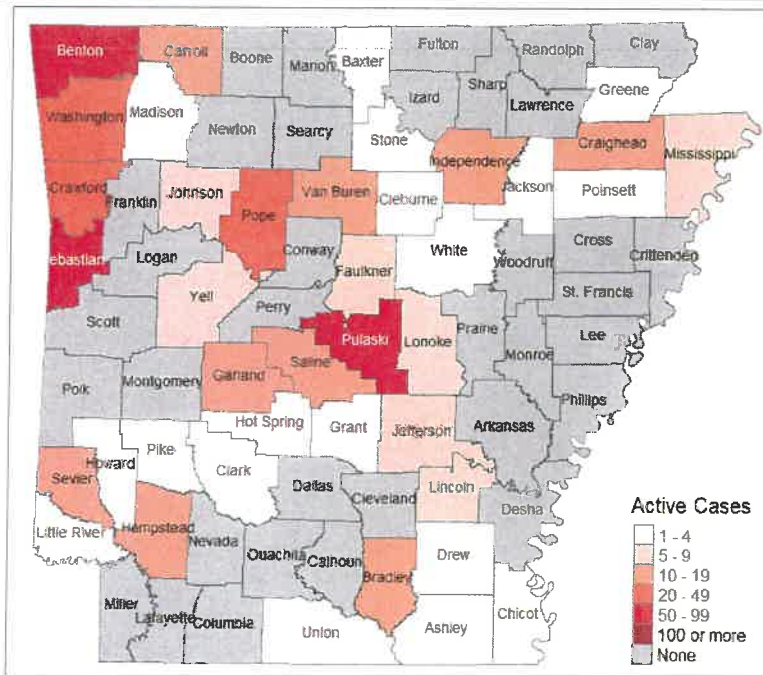 Benton
Carroll
Boone
Marion
Baxter
Fulton
Randolph
Clay
Sharp
Izard
Lawrence
Greene
Washington
Madison
Newton
Searcy
Stone
Independence
Craighead
Mississippi
Jackson
Poinsett
Crawford
Franklin
Johnson
Pope
Van Buren
Cleburne
ebastian
Logan
Conway
Faulkner
White
Woodruff
Cross
Crittenden
St. Francis
Scott
Yell
Perry
Pulaski
Lonoke
Prairie
Monroe
Lee
Polk
Montgomery
Garland
Saline
Phillips
Hot Spring
Grant
Jefferson
Arkansas
Sevier
Howard
Pike
Clark
Dallas
Cleveland
Lincoln
Desha
Little River
Hempstead
Nevada
Ouachita
Calhoun
Bradley
Drew
Miller
Lafayette
Columbia
Union
Ashley
Chicot
Active Cases
1 - 4
5 - 9
10 - 19
20 - 49
50 - 99
100 or more
None